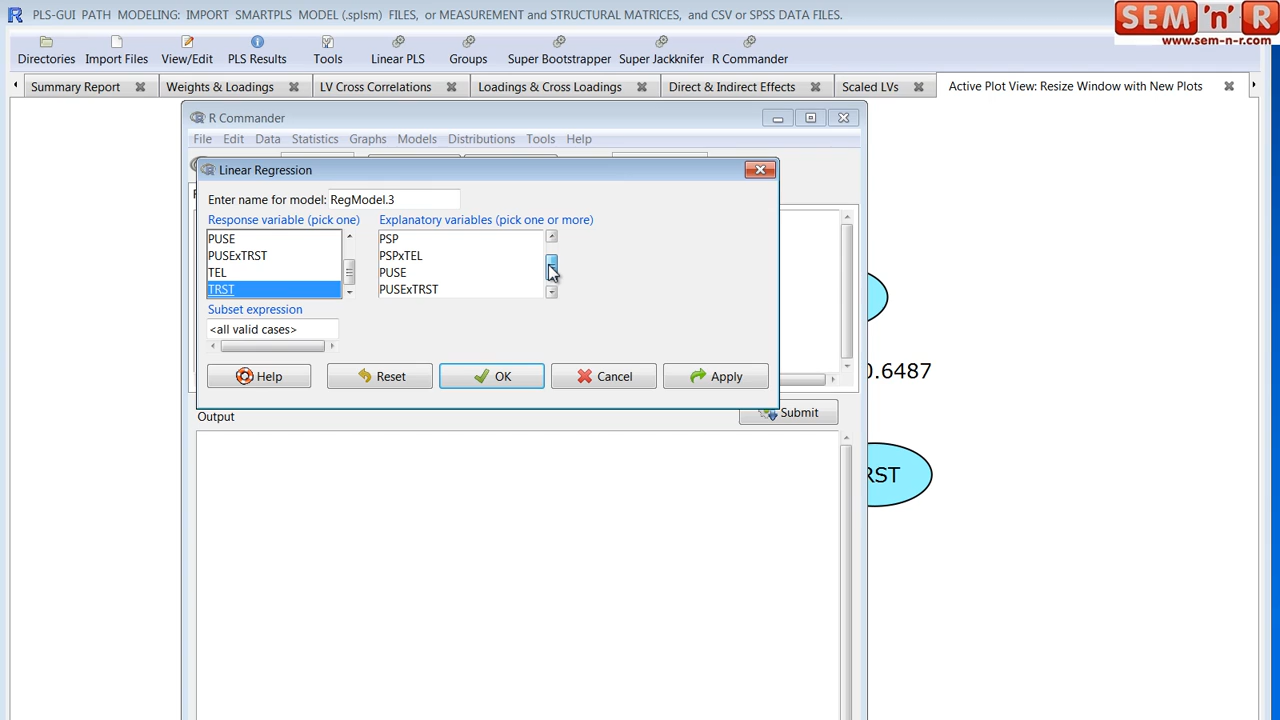 PLS-GUI PATH MODELING: IMPORT SMARTPLS MODEL (.splsm) FILES, or MEASUREMENT and STRUCTURAL MATRICES, and CSV or SPSS DATA FILES.
SEM 'n' R
www.sem-n-r.com
Directories Import Files View/Edit PLS Results Tools Linear PLS Groups Super Bootstrapper Super Jackknifer R Commander
Summary Report Weights & Loadings LV Cross Correlations Loadings & Cross Loadings Direct & Indirect Effects Scaled LVs Active Plot View: Resize Window with New Plots
R Commander
File Edit Data Statistics Graphs Models Distributions Tools Help
Linear Regression
Enter name for model: RegModel.3
Response variable (pick one) Explanatory variables (pick one or more)
PUSE PSP
PUSExTRST PSPxTEL
TEL PUSE
TRST PUSExTRST
Subset expression
<all valid cases>
Help Reset OK Cancel Apply
0.6487
Output Submit
RST